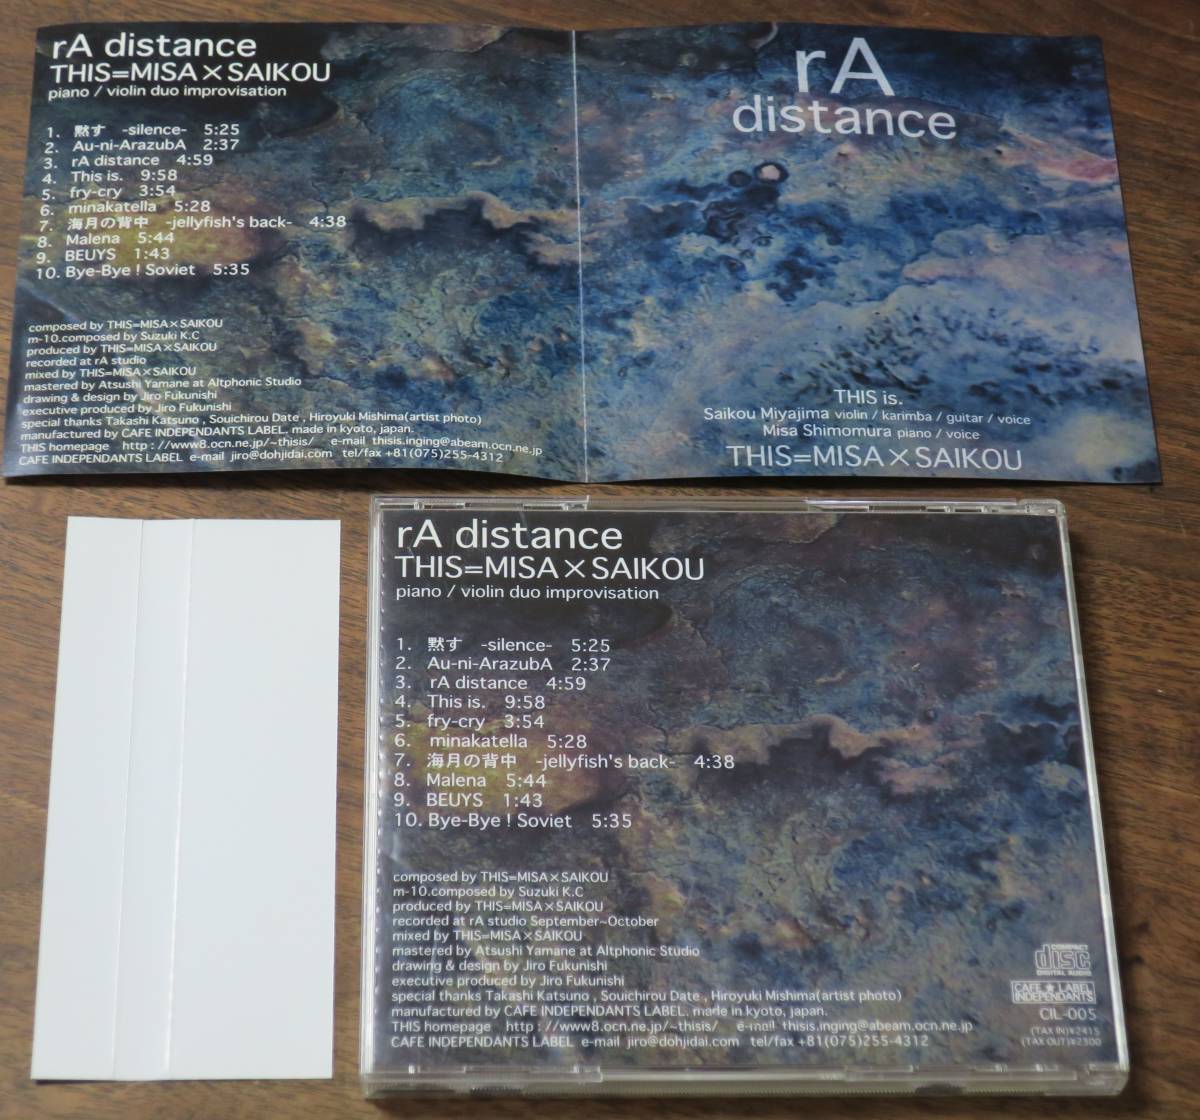 rA distance
THIS=MISA×SAIKOU
piano / violin duo improvisation
1. 黙す -silence- 5:25
2. Au-ni-ArazubA 2:37
3. rA distance 4:59
4. This is. 9:58
5. fry-cry 3:54
6. minakatella 5:28
7. 海月の背中 -jellyfish's back- 4:38
8. Malena 5:44
9. BEUYS 1:43
10. Bye-Bye ! Soviet 5:35
composed by THIS=MISA×SAIKOU
m-10.composed by Suzuki K.C
produced by THIS=MISA×SAIKOU
recorded at rA studio
mixed by THIS=MISA×SAIKOU
mastered by Atsushi Yamane at Altphonic Studio
drawing & design by Jiro Fukunishi
executive produced by Jiro Fukunishi
special thanks Takashi Katsuno , Souichirou Date , Hiroyuki Mishima(artist photo)
manufactured by CAFE INDEPENDANTS LABEL. made in kyoto, japan.
THIS homepage http : //www8.ocn.ne.jp/~thisis/ e-mail thisis.inging@abeam.ocn.ne.jp
CAFE INDEPENDANTS LABEL e-mail jiro@dohjidai.com tel/fax +81(075)255-4312
rA
distance
THIS is.
Saikou Miyajima violin / karimba / guitar / voice
Misa Shimomura piano / voice
THIS=MISA×SAIKOU
rA distance
THIS=MISA×SAIKOU
piano / violin duo improvisation
1. 黙す -silence- 5:25
2. Au-ni-ArazubA 2:37
3. rA distance 4:59
4. This is. 9:58
5. fry-cry 3:54
6. minakatella 5:28
7. 海月の背中 -jellyfish's back- 4:38
8. Malena 5:44
9. BEUYS 1:43
10. Bye-Bye ! Soviet 5:35
composed by THIS=MISA×SAIKOU
m-10.composed by Suzuki K.C
produced by THIS=MISA×SAIKOU
recorded at rA studio September~October
mixed by THIS=MISA×SAIKOU
mastered by Atsushi Yamane at Altphonic Studio
drawing & design by Jiro Fukunishi
executive produced by Jiro Fukunishi
special thanks Takashi Katsuno , Souichirou Date , Hiroyuki Mishima(artist photo)
manufactured by CAFE INDEPENDANTS LABEL. made in kyoto, japan.
THIS homepage http : //www8.ocn.ne.jp/~thisis/ e-mail thisis.inging@abeam.ocn.ne.jp
CAFE INDEPENDANTS LABEL e-mail jiro@dohjidai.com tel/fax +81(075)255-4312
COMPACT
disc
DIGITAL AUDIO
CAFE ★ LABEL
INDEPENDANTS
CIL-005
(TAX IN)¥2415
(TAX OUT)¥2300